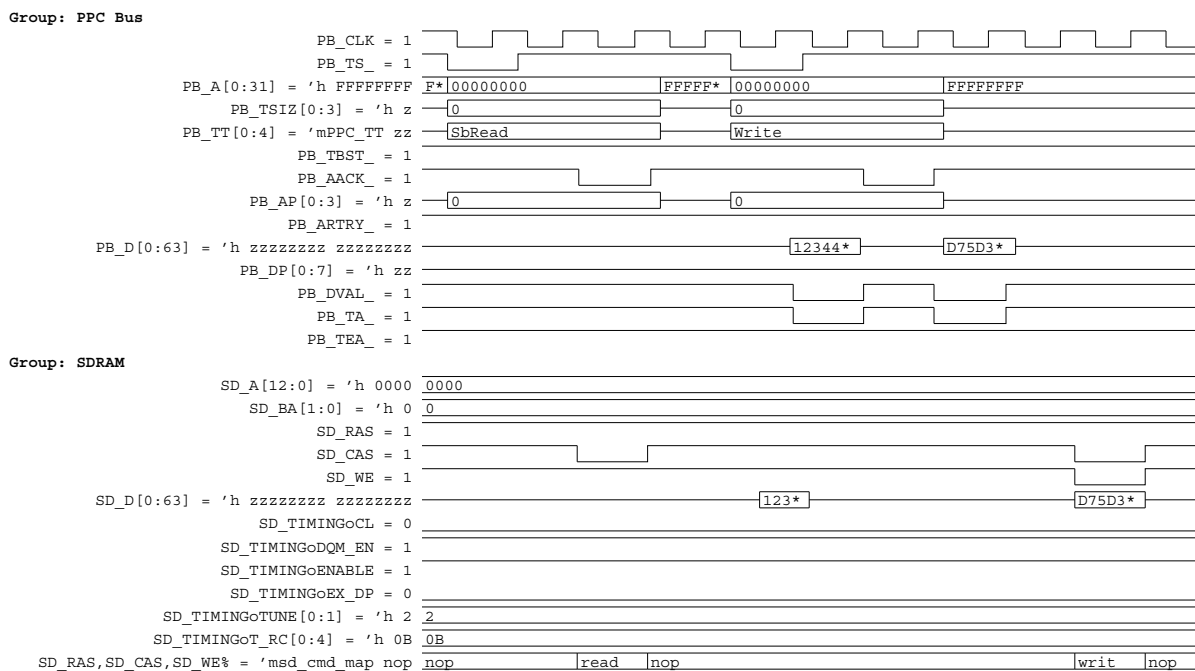 Group: PPC Bus
PB_CLK = 1
PB_TS_ = 1
PB_A[0:31] = 'h FFFFFFFF F* 00000000 FFFFF* 00000000 FFFFFFFF
PB_TSIZ[0:3] = 'h z 0 0
PB_TT[0:4] = 'mPPC_TT zz SbRead Write
PB_TBST_ = 1
PB_AACK_ = 1
PB_AP[0:3] = 'h z 0 0
PB_ARTRY_ = 1
PB_D[0:63] = 'h zzzzzzzz zzzzzzzz 12344* D75D3*
PB_DP[0:7] = 'h zz
PB_DVAL_ = 1
PB_TA_ = 1
PB_TEA_ = 1
Group: SDRAM
SD_A[12:0] = 'h 0000 0000
SD_BA[1:0] = 'h 0 0
SD_RAS = 1
SD_CAS = 1
SD_WE = 1
SD_D[0:63] = 'h zzzzzzzz zzzzzzzz 123* D75D3*
SD_TIMINGoCL = 0
SD_TIMINGoDQM_EN = 1
SD_TIMINGoENABLE = 1
SD_TIMINGoEX_DP = 0
SD_TIMINGoTUNE[0:1] = 'h 2 2
SD_TIMINGoT_RC[0:4] = 'h 0B 0B
SD_RAS,SD_CAS,SD_WE% = 'msd_cmd_map nop nop read nop writ nop